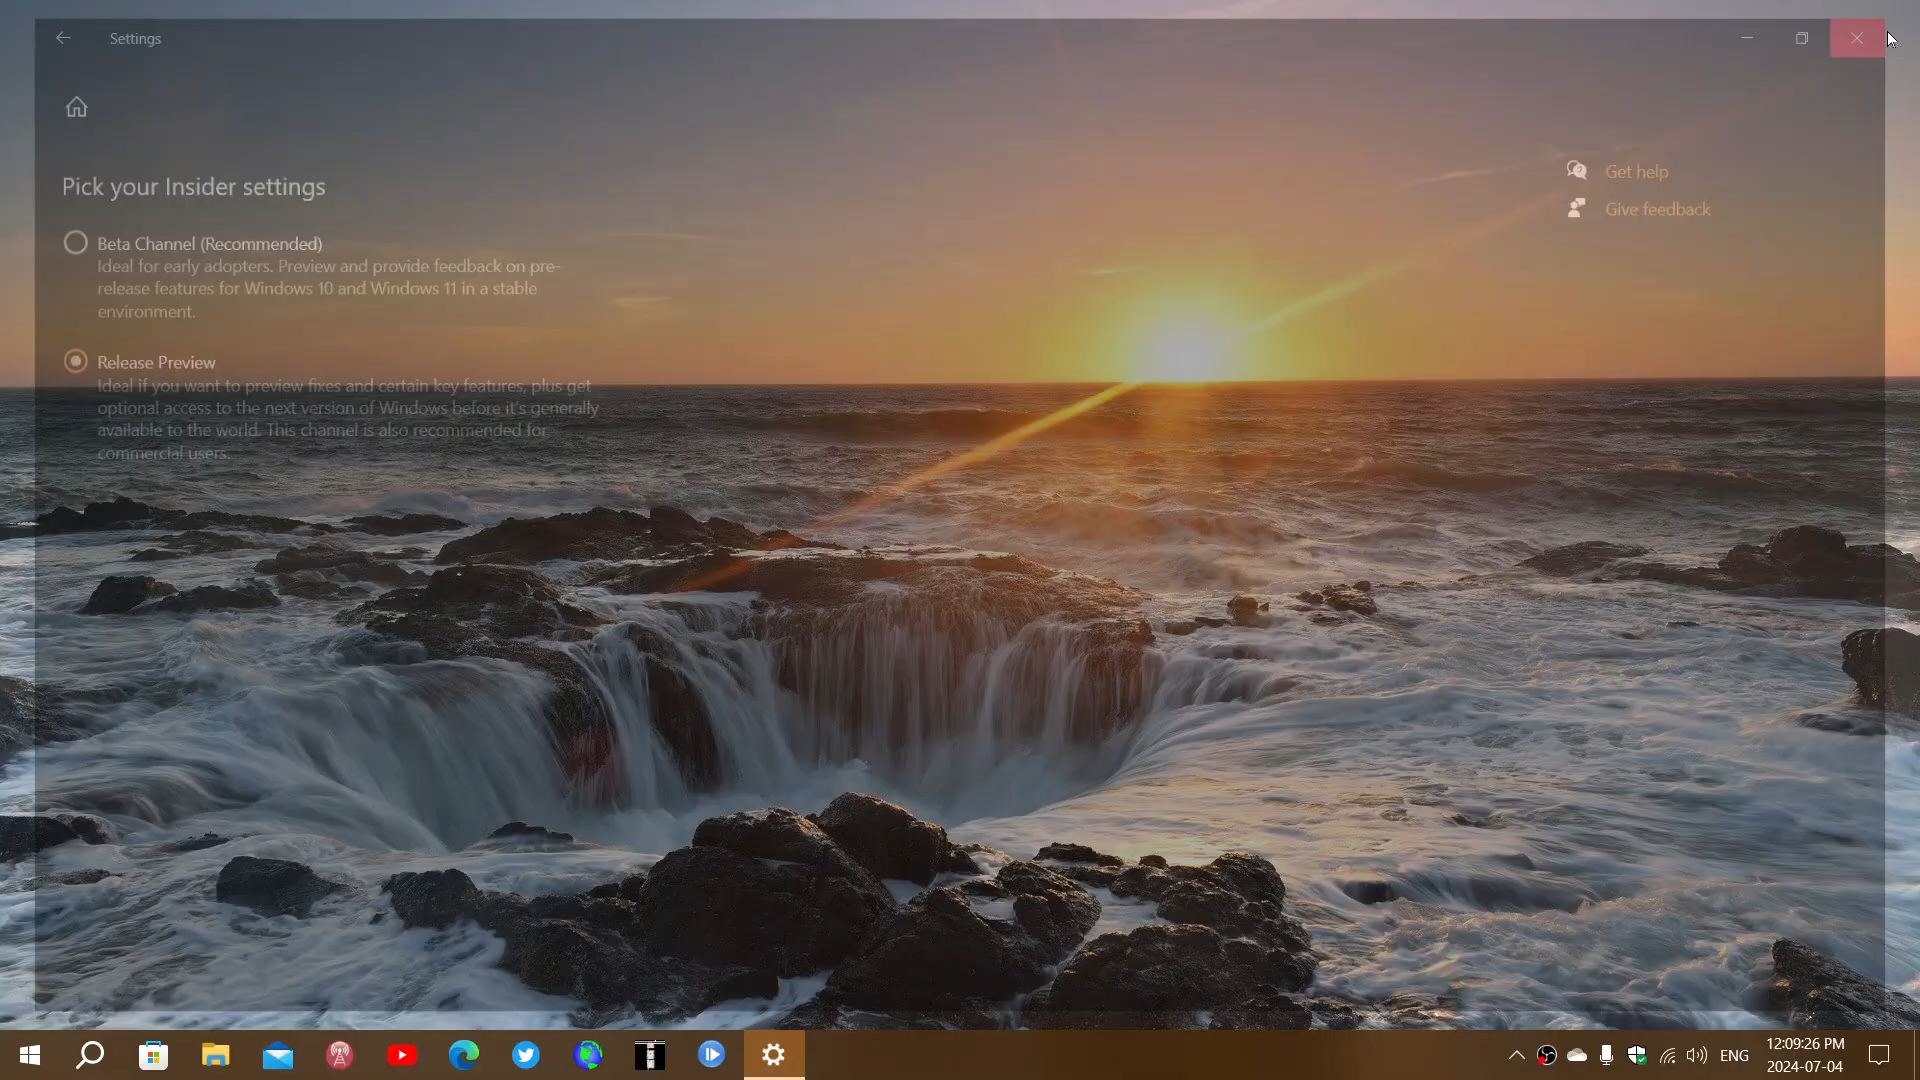 Settings
Pick your Insider settings
Get help
Give feedback
Beta Channel (Recommended)
Ideal for early adopters. Preview and provide feedback on pre-
release features for Windows 10 and Windows 11 in a stable
environment.
Release Preview
Ideal if you want to preview fixes and certain key features, plus get
optional access to the next version of Windows before it's generally
available to the world. This channel is also recommended for
commercial users.
ENG
12:09:26 PM
2024-07-04